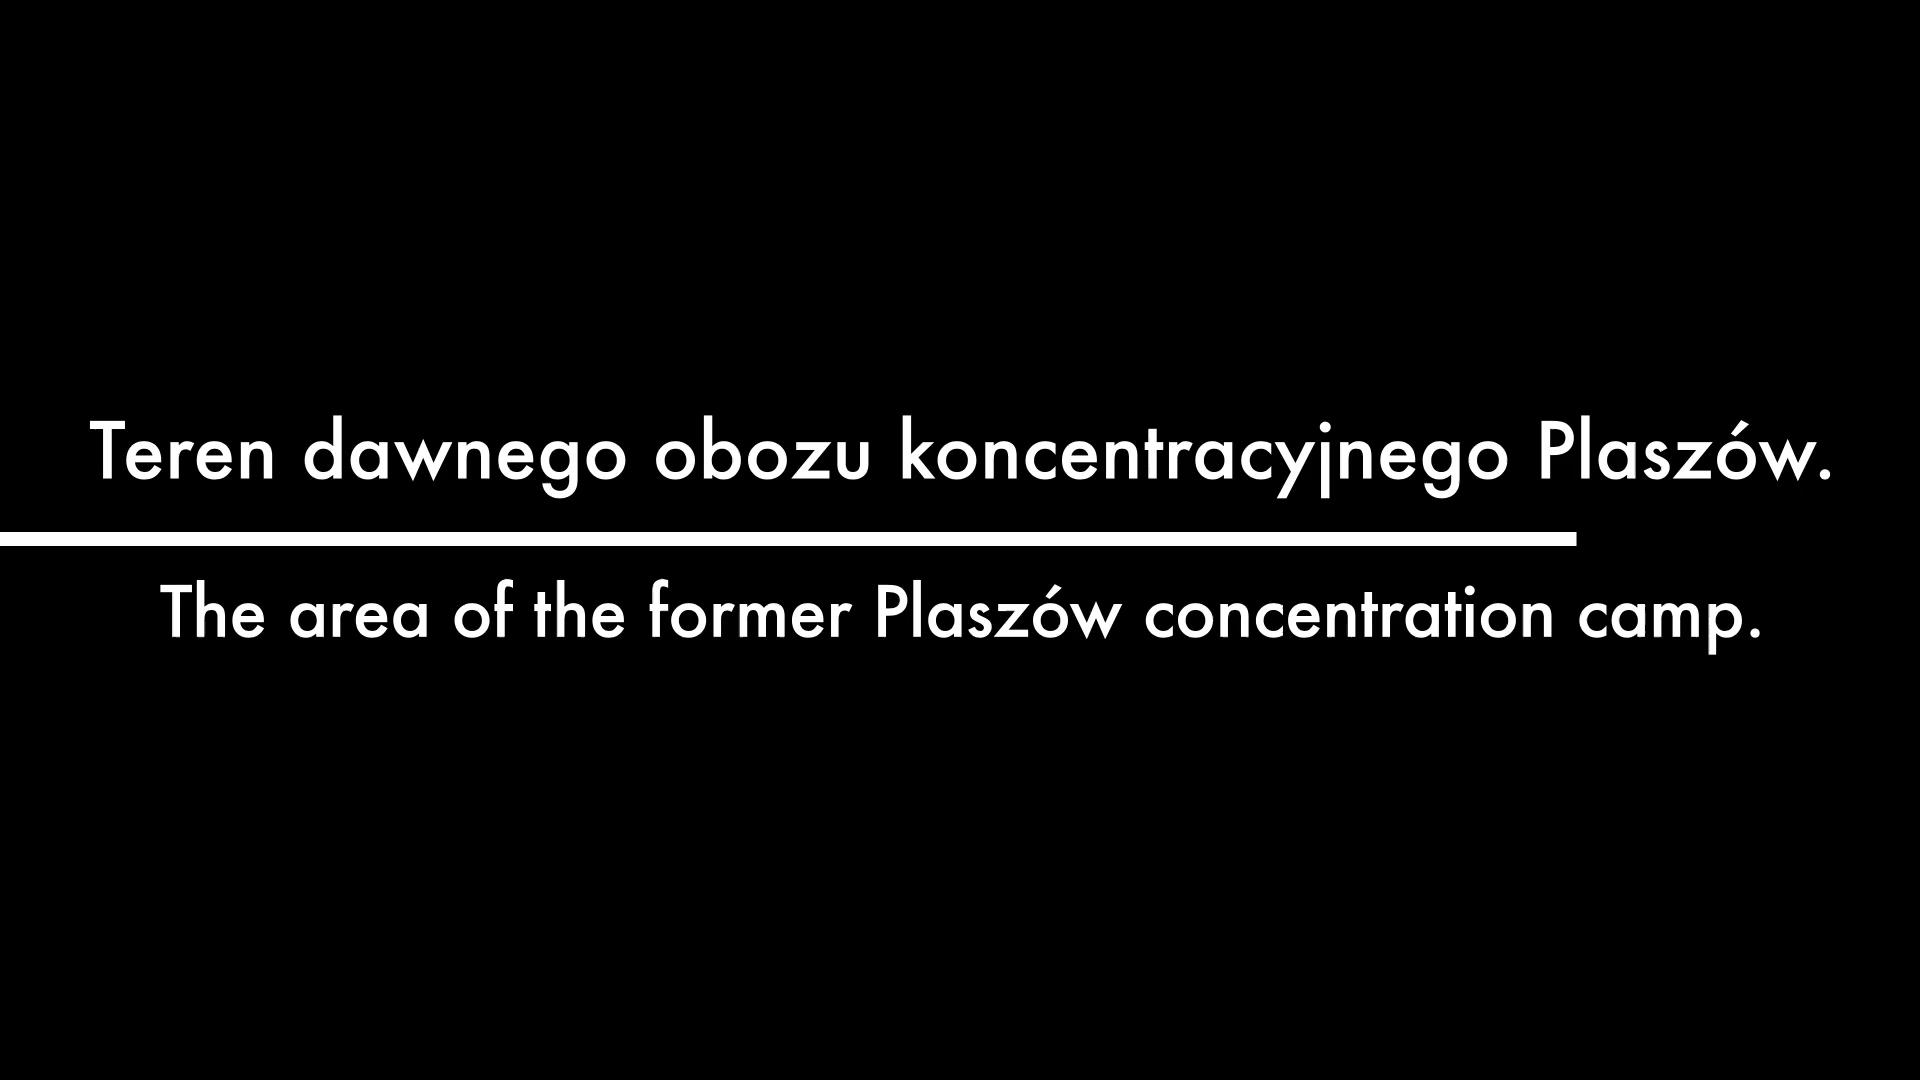 Teren dawnego obozu koncentracyjnego Plaszów.
The area of the former Plaszów concentration camp.